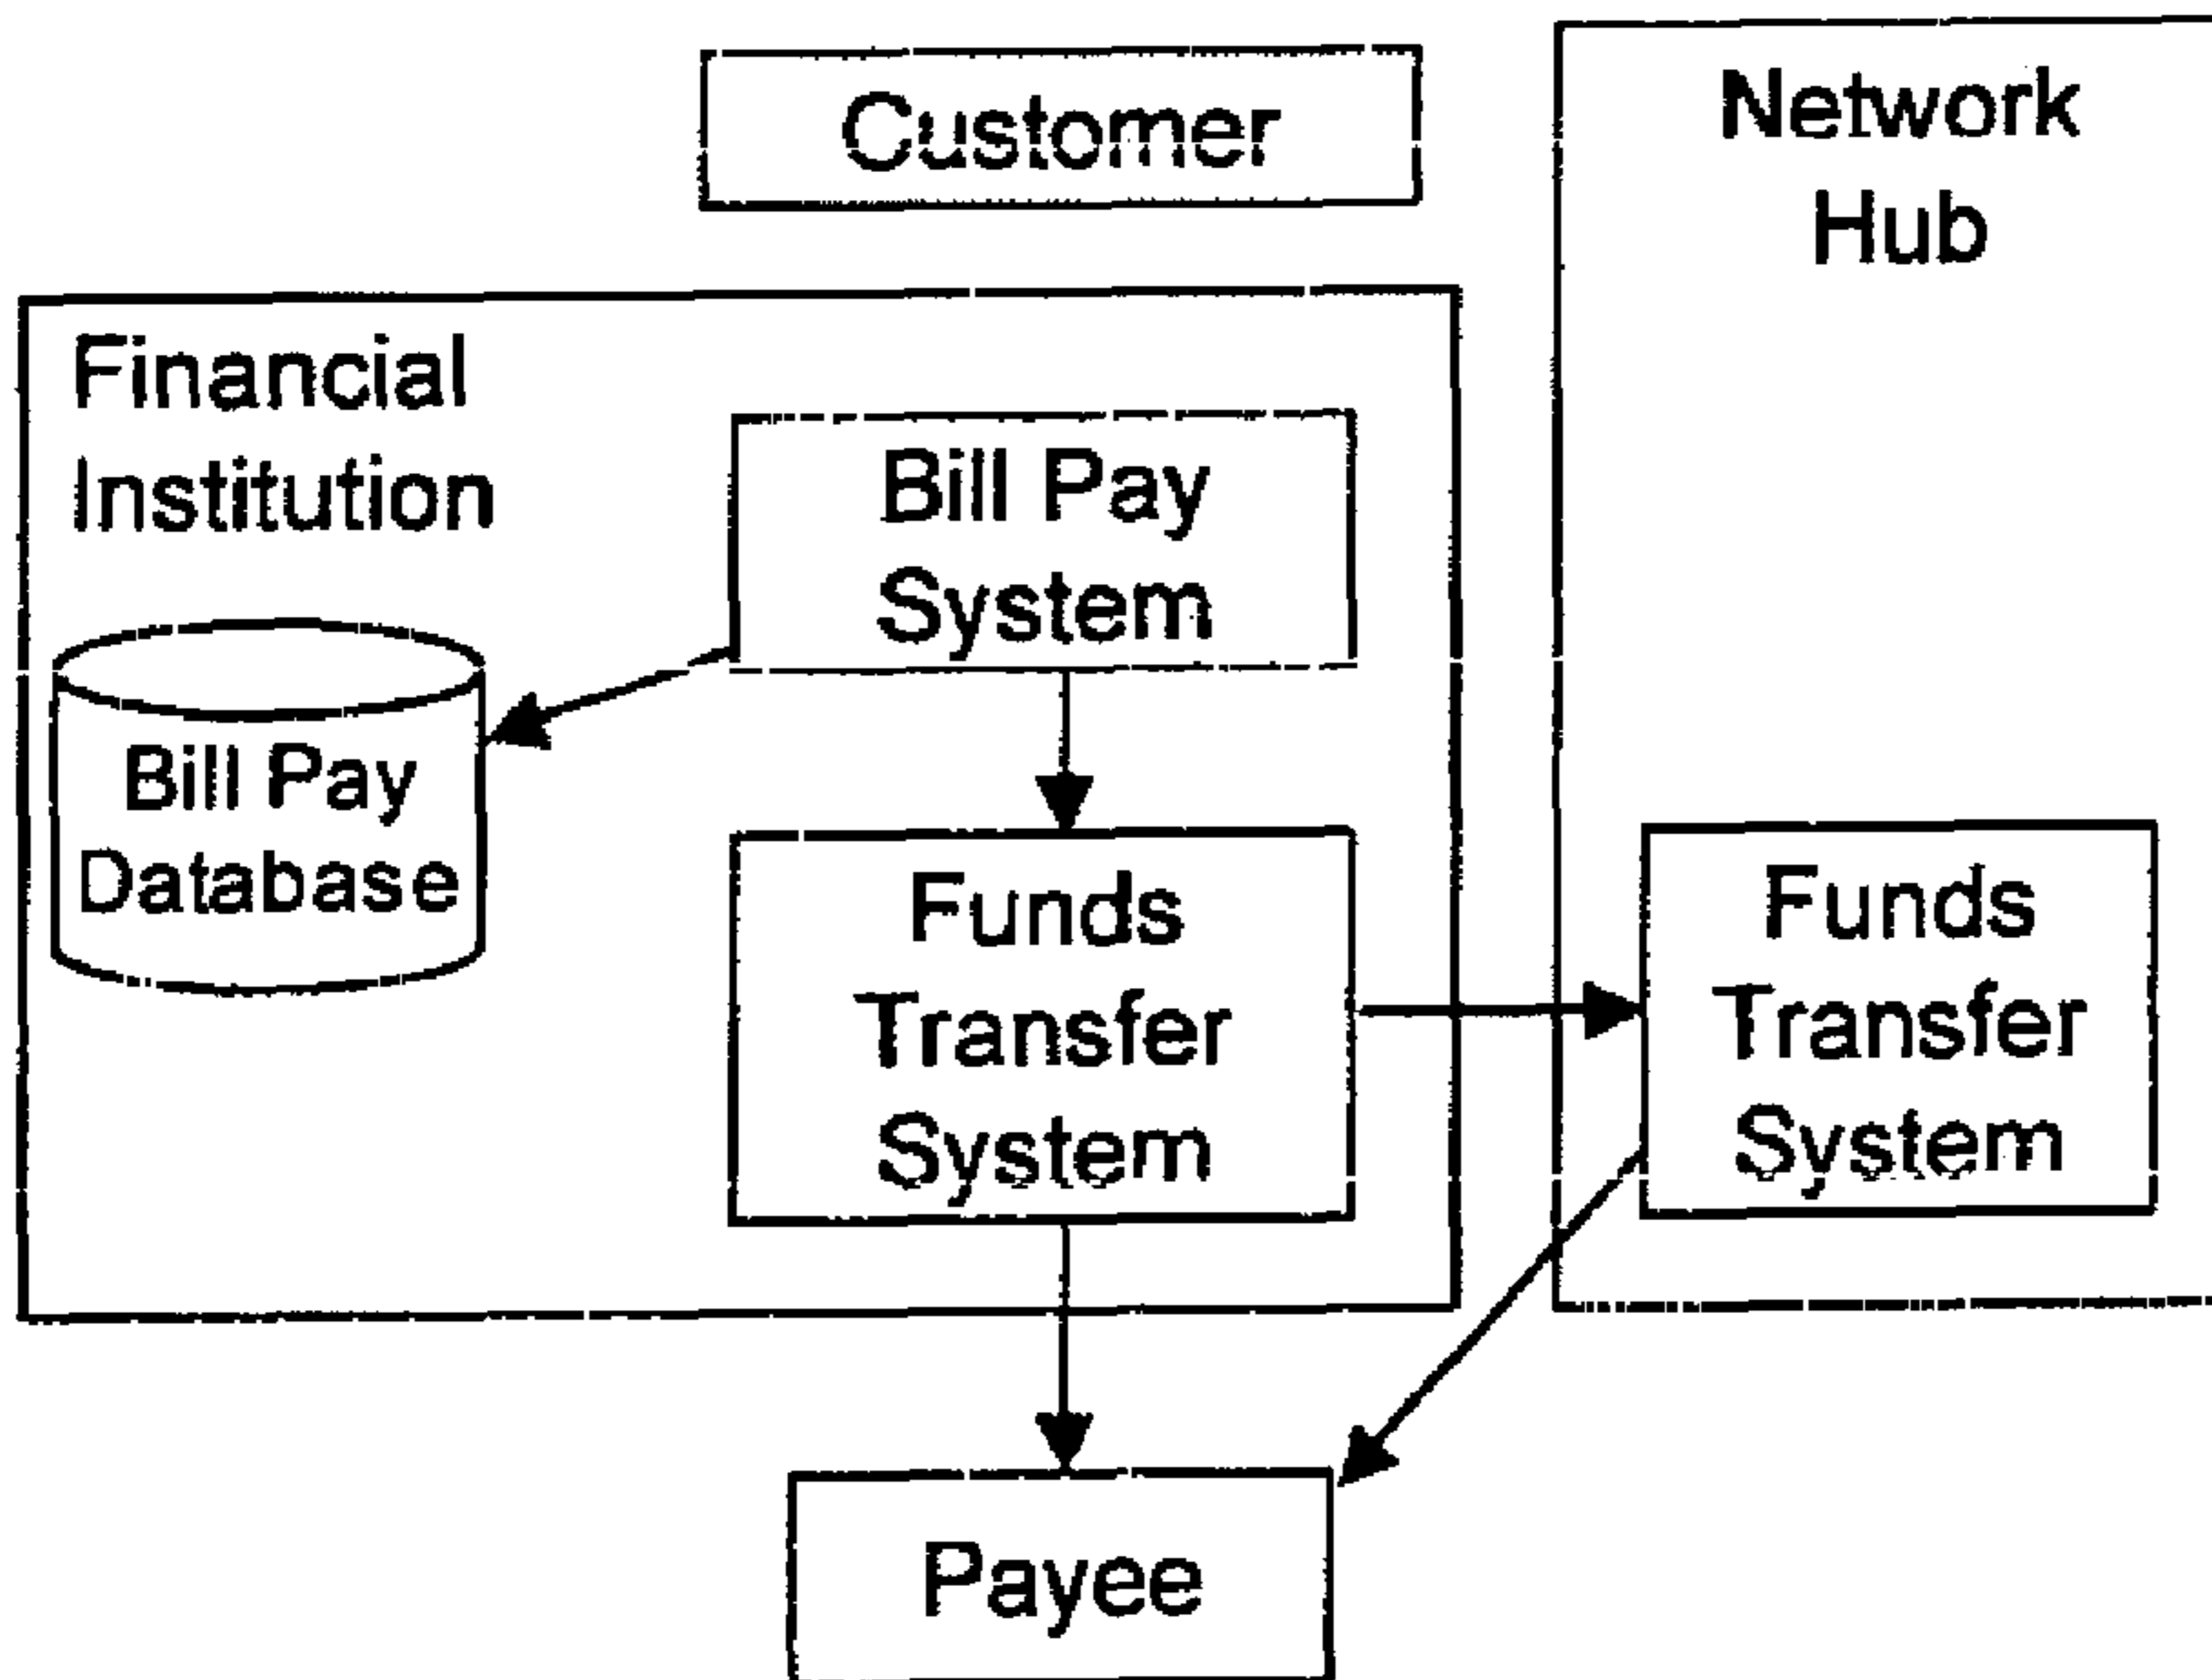 Customer
Network
Hub
Financial
Institution
Bill Pay
System
Bill Pay
Database
Funds
Transfer
System
Funds
Transfer
System
Payee